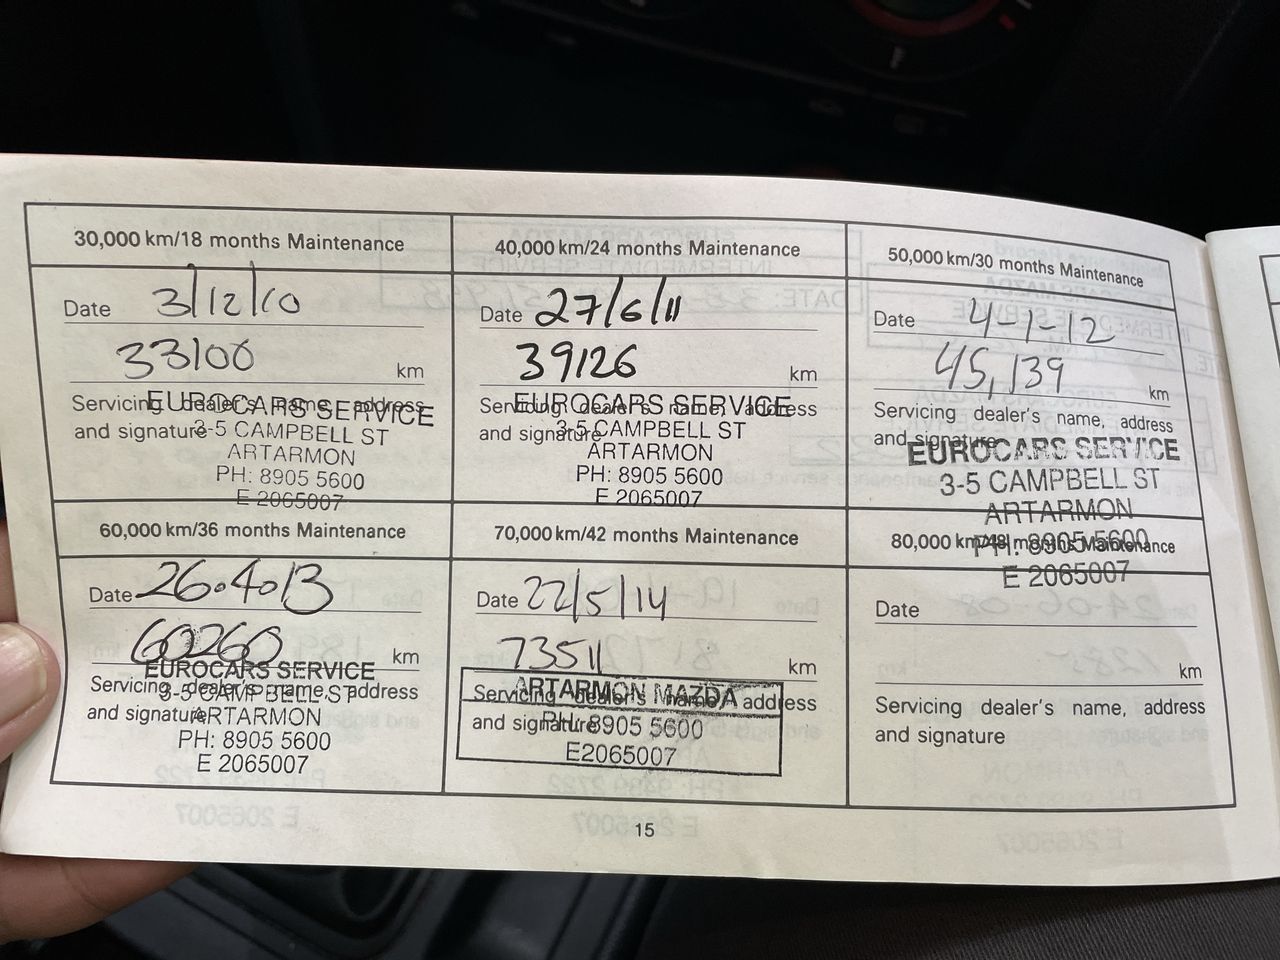 30,000 km/18 months Maintenance
Date 3/12/10
33100 km
Servicing dealer's name, address
and signature
EUROCARS SERVICE
3-5 CAMPBELL ST
ARTARMON
PH: 8905 5600
E 2065007
40,000 km/24 months Maintenance
Date 27/6/11
39126 km
Servicing dealer's name, address
and signature
EUROCARS SERVICE
3-5 CAMPBELL ST
ARTARMON
PH: 8905 5600
E 2065007
50,000 km/30 months Maintenance
Date 4-1-12
45,139 km
Servicing dealer's name, address
and signature
EUROCARS SERVICE
3-5 CAMPBELL ST
ARTARMON
PH: 8905 5600
E 2065007
60,000 km/36 months Maintenance
Date 26.4.13
60260 km
Servicing dealer's name, address
and signature
EUROCARS SERVICE
3-5 CAMPBELL ST
ARTARMON
PH: 8905 5600
E 2065007
70,000 km/42 months Maintenance
Date 22/5/14
73511 km
Servicing dealer's name, address
and signature
ARTARMON MAZDA
PH: 8905 5600
E2065007
80,000 km/48 months Maintenance
Date
km
Servicing dealer's name, address
and signature
15